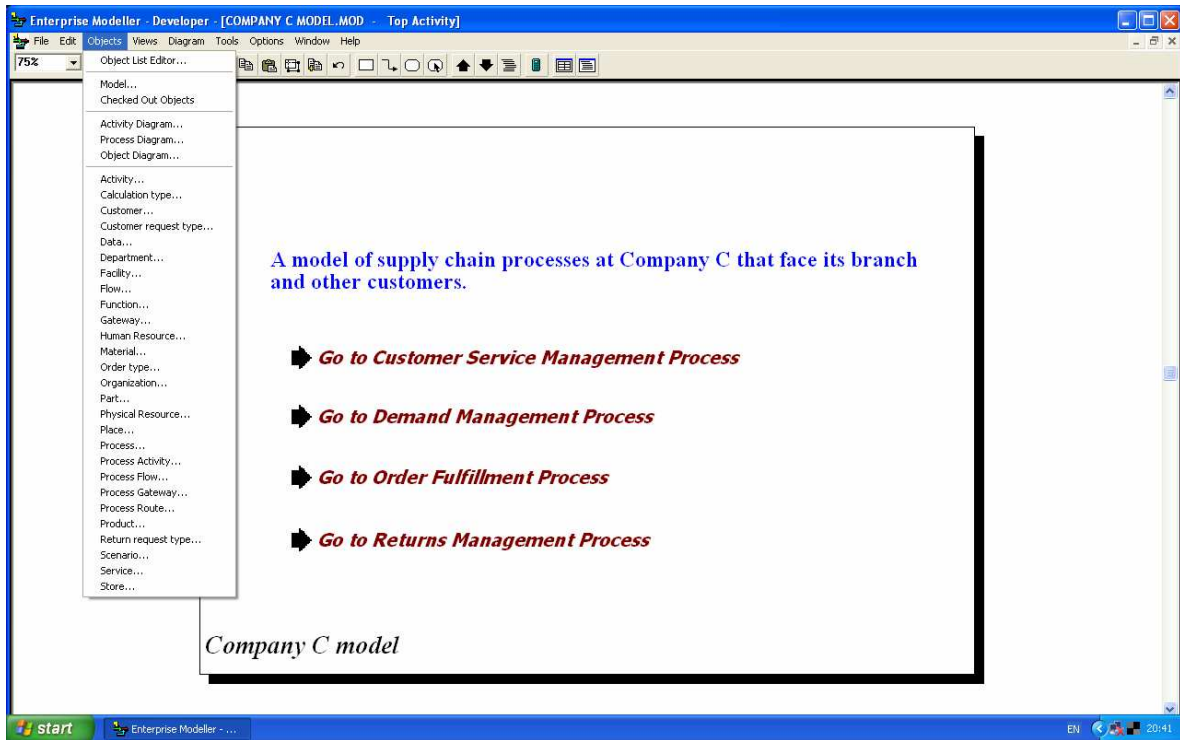 Enterprise Modeller - Developer - [COMPANY C MODEL.MOD - Top Activity]
File Edit Objects Views Diagram Tools Options Window Help
75%
Object List Editor...
Model...
Checked Out Objects
Activity Diagram...
Process Diagram...
Object Diagram...
Activity...
Calculation type...
Customer...
Customer request type...
Data...
Department...
Facility...
Flow...
Function...
Gateway...
Human Resource...
Material...
Order type...
Organization...
Part...
Physical Resource...
Place...
Process...
Process Activity...
Process Flow...
Process Gateway...
Process Route...
Product...
Return request type...
Scenario...
Service...
Store...
A model of supply chain processes at Company C that face its branch
and other customers.
Go to Customer Service Management Process
Go to Demand Management Process
Go to Order Fulfillment Process
Go to Returns Management Process
Company C model
start
Enterprise Modeller - ...
EN
20:41